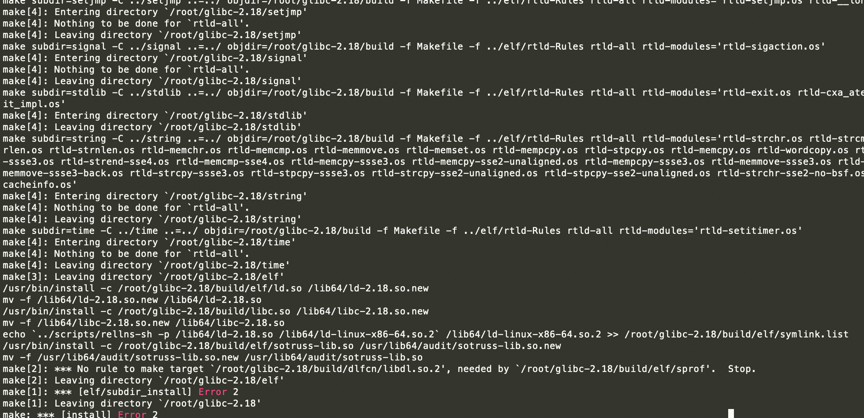 make subdir=setjmp -C ../setjmp ..=../ objdir=/root/glibc-2.18/build -f Makefile -f ../elf/rtld-Rules rtld-all rtld-modules='rtld-setjmp.os
make[4]: Entering directory `/root/glibc-2.18/setjmp'
make[4]: Nothing to be done for `rtld-all'.
make[4]: Leaving directory `/root/glibc-2.18/setjmp'
make subdir=signal -C ../signal ..=../ objdir=/root/glibc-2.18/build -f Makefile -f ../elf/rtld-Rules rtld-all rtld-modules='rtld-sigaction.os'
make[4]: Entering directory `/root/glibc-2.18/signal'
make[4]: Nothing to be done for `rtld-all'.
make[4]: Leaving directory `/root/glibc-2.18/signal'
make subdir=stdlib -C ../stdlib ..=../ objdir=/root/glibc-2.18/build -f Makefile -f ../elf/rtld-Rules rtld-all rtld-modules='rtld-exit.os rtld-cxa_ate
it_impl.os'
make[4]: Entering directory `/root/glibc-2.18/stdlib'
make[4]: Leaving directory `/root/glibc-2.18/stdlib'
make subdir=string -C ../string ..=../ objdir=/root/glibc-2.18/build -f Makefile -f ../elf/rtld-Rules rtld-all rtld-modules='rtld-strchr.os rtld-strcm
rlen.os rtld-strnlen.os rtld-memchr.os rtld-memcmp.os rtld-memmove.os rtld-memset.os rtld-mempcpy.os rtld-stpcpy.os rtld-memcpy.os rtld-wordcopy.os rt
-ssse3.os rtld-strend-sse4.os rtld-memcmp-sse4.os rtld-memcpy-ssse3.os rtld-memcpy-sse2-unaligned.os rtld-mempcpy-ssse3.os rtld-memmove-ssse3.os rtld-
memmove-ssse3-back.os rtld-strcpy-ssse3.os rtld-stpcpy-ssse3.os rtld-strcpy-sse2-unaligned.os rtld-stpcpy-sse2-unaligned.os rtld-strchr-sse2-no-bsf.os
cacheinfo.os'
make[4]: Entering directory `/root/glibc-2.18/string'
make[4]: Nothing to be done for `rtld-all'.
make[4]: Leaving directory `/root/glibc-2.18/string'
make subdir=time -C ../time ..=../ objdir=/root/glibc-2.18/build -f Makefile -f ../elf/rtld-Rules rtld-all rtld-modules='rtld-setitimer.os'
make[4]: Entering directory `/root/glibc-2.18/time'
make[4]: Nothing to be done for `rtld-all'.
make[4]: Leaving directory `/root/glibc-2.18/time'
make[3]: Leaving directory `/root/glibc-2.18/elf'
/usr/bin/install -c /root/glibc-2.18/build/elf/ld.so /lib64/ld-2.18.so.new
mv -f /lib64/ld-2.18.so.new /lib64/ld-2.18.so
/usr/bin/install -c /root/glibc-2.18/build/libc.so /lib64/libc-2.18.so.new
mv -f /lib64/libc-2.18.so.new /lib64/libc-2.18.so
echo `../scripts/rellns-sh -p /lib64/ld-2.18.so /lib64/ld-linux-x86-64.so.2` /lib64/ld-linux-x86-64.so.2 >> /root/glibc-2.18/build/elf/symlink.list
/usr/bin/install -c /root/glibc-2.18/build/elf/sotruss-lib.so /usr/lib64/audit/sotruss-lib.so.new
mv -f /usr/lib64/audit/sotruss-lib.so.new /usr/lib64/audit/sotruss-lib.so
make[2]: *** No rule to make target `/root/glibc-2.18/build/dlfcn/libdl.so.2', needed by `/root/glibc-2.18/build/elf/sprof'.  Stop.
make[2]: Leaving directory `/root/glibc-2.18/elf'
make[1]: *** [elf/subdir_install] Error 2
make[1]: Leaving directory `/root/glibc-2.18'
make: *** [install] Error 2